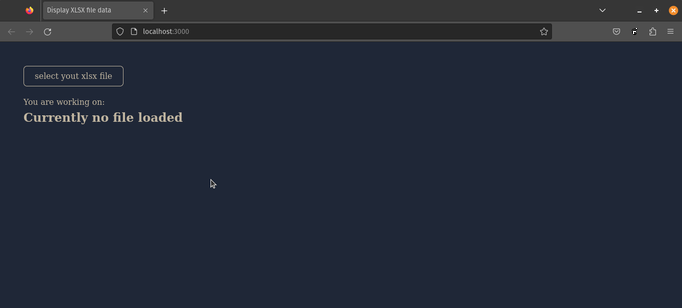 Display XLSX file data
localhost:3000
select yout xlsx file
You are working on:
Currently no file loaded